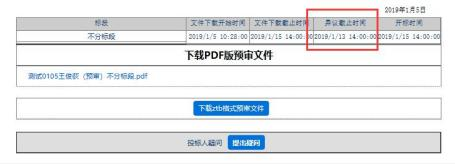 2019年1月5日
标段 文件下载开始时间 文件下载截止时间 异议截止时间 开标时间
不分标段 2019/1/5 10:28:00 2019/1/15 14:00:00 2019/1/13 14:00:00 2019/1/15 14:00:00
下载PDF版预审文件
测试0105王俊荻（预审）不分标段.pdf
下载ztb格式预审文件
投标人疑问 提出疑问